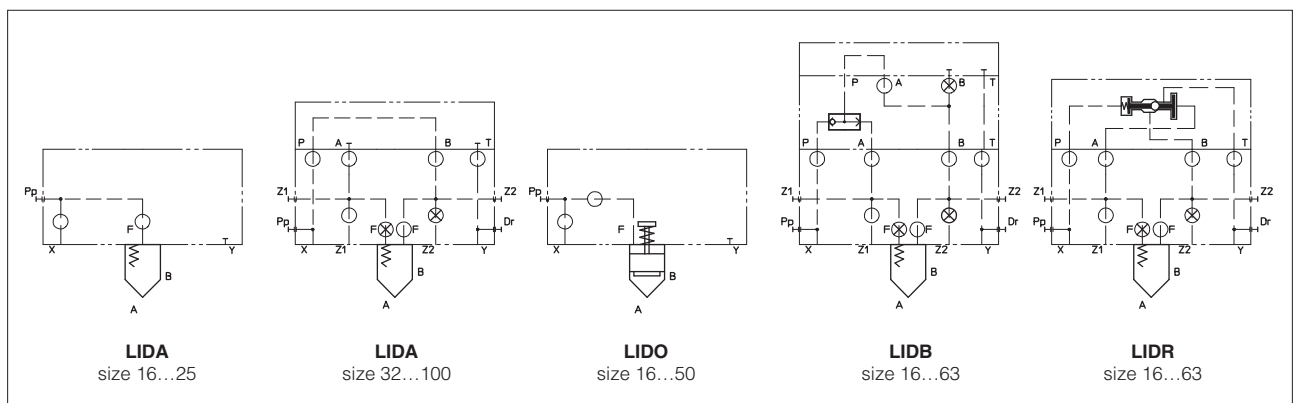 P A B
P A B T
P A B T
P A B T
Pp
Z1 Z2
Pp
Z1 Z2
Z1 Z2
Pp F F F Dr
F
Pp F F Dr
Pp F F Dr
X T Y
X Z1 Z2 Y
X T Y
X Z1 Z2 Y
X Z1 Z2 Y
B
B
B
B
B
A
A
A
A
A
LIDA
size 16...25
LIDA
size 32...100
LIDO
size 16...50
LIDB
size 16...63
LIDR
size 16...63